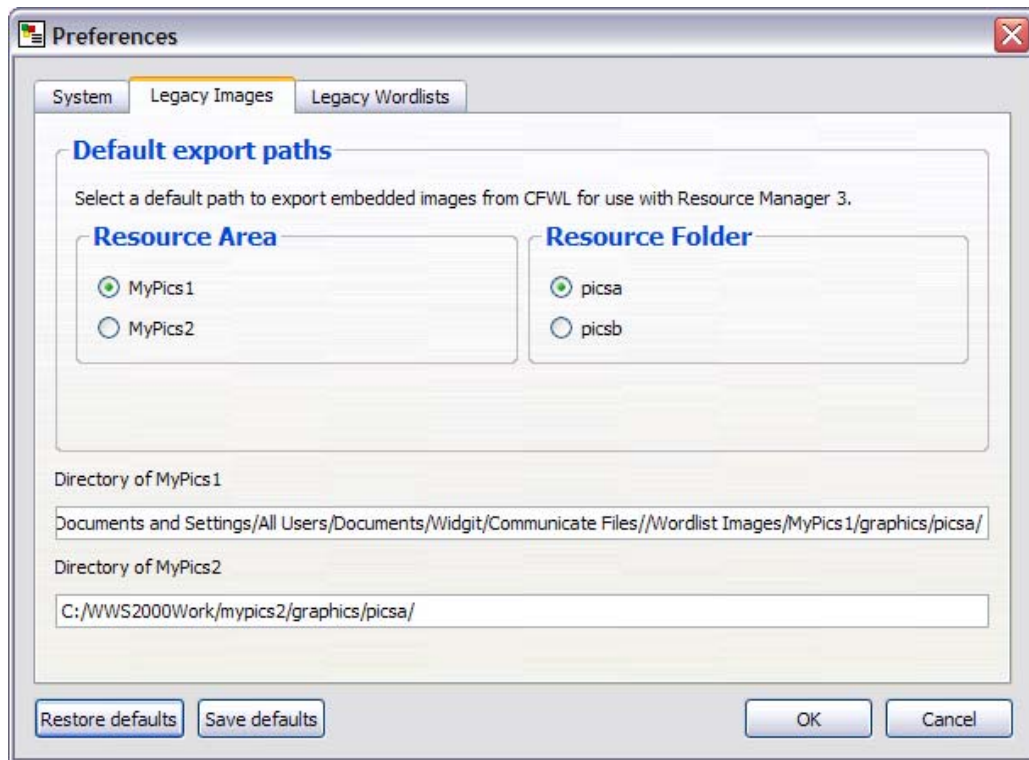 Preferences
System Legacy Images Legacy Wordlists
Default export paths
Select a default path to export embedded images from CFWL for use with Resource Manager 3.
Resource Area
MyPics1
MyPics2
Resource Folder
picsa
picsb
Directory of MyPics1
Documents and Settings/All Users/Documents/Widgit/Communicate Files//Wordlist Images/MyPics1/graphics/picsa/
Directory of MyPics2
C:/WWS2000Work/mypics2/graphics/picsa/
Restore defaults Save defaults OK Cancel